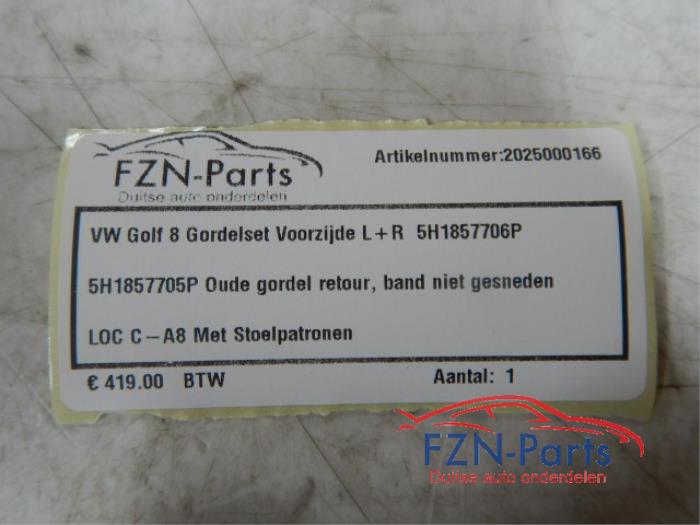 FZN-Parts
Duitse auto onderdelen
Artikelnummer:2025000166
VW Golf 8 Gordelset Voorzijde L+R 5H1857706P
5H1857705P Oude gordel retour, band niet gesneden
LOC C-A8 Met Stoelpatronen
€ 419.00 BTW
Aantal: 1
FZN-Parts
Duitse auto onderdelen